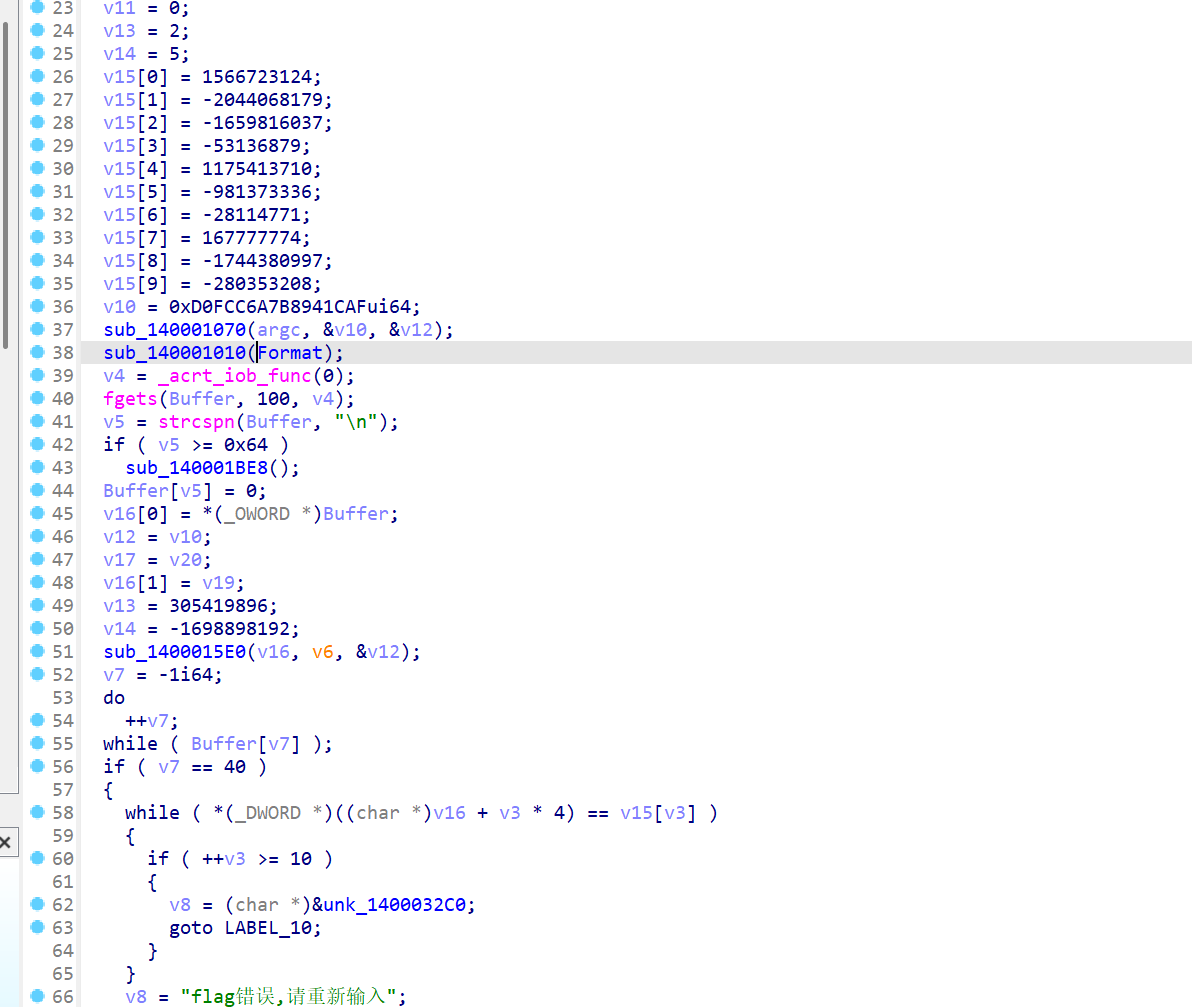 23 v11 = 0;
24 v13 = 2;
25 v14 = 5;
26 v15[0] = 1566723124;
27 v15[1] = -2044068179;
28 v15[2] = -1659816037;
29 v15[3] = -53136879;
30 v15[4] = 1175413710;
31 v15[5] = -981373336;
32 v15[6] = -28114771;
33 v15[7] = 167777774;
34 v15[8] = -1744380997;
35 v15[9] = -280353208;
36 v10 = 0xD0FCC6A7B8941CAFui64;
37 sub_140001070(argc, &v10, &v12);
38 sub_140001010(Format);
39 v4 = _acrt_iob_func(0);
40 fgets(Buffer, 100, v4);
41 v5 = strcspn(Buffer, "\n");
42 if ( v5 >= 0x64 )
43 sub_140001BE8();
44 Buffer[v5] = 0;
45 v16[0] = *(_OWORD *)Buffer;
46 v12 = v10;
47 v17 = v20;
48 v16[1] = v19;
49 v13 = 305419896;
50 v14 = -1698898192;
51 sub_1400015E0(v16, v6, &v12);
52 v7 = -1i64;
53 do
54 ++v7;
55 while ( Buffer[v7] );
56 if ( v7 == 40 )
57 {
58 while ( *(_DWORD *)((char *)v16 + v3 * 4) == v15[v3] )
59 {
60 if ( ++v3 >= 10 )
61 {
62 v8 = (char *)&unk_1400032C0;
63 goto LABEL_10;
64 }
65 }
66 v8 = "flag错误,请重新输入";